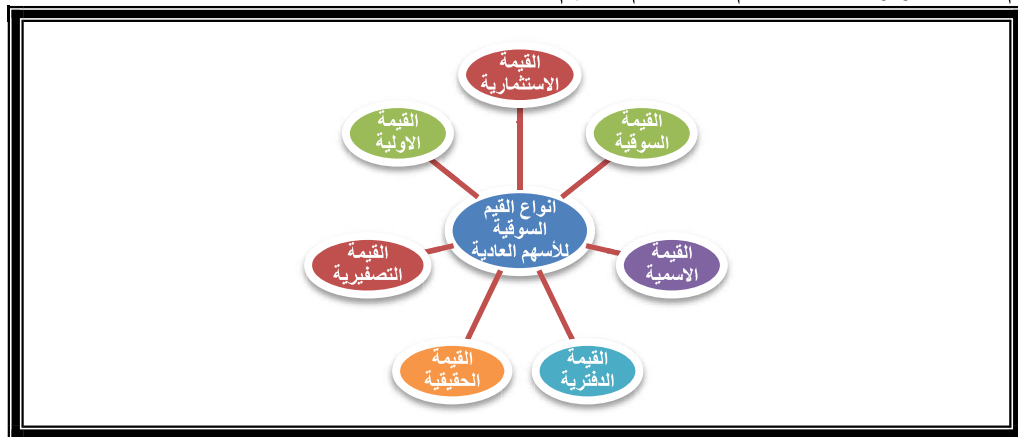 القيمة
الاستثمارية
القيمة
السوقية
القيمة
الاسمية
القيمة
الدفترية
القيمة
الحقيقية
القيمة
التصفيرية
القيمة
الاولية
انواع القيم
السوقية
للأسهم العادية